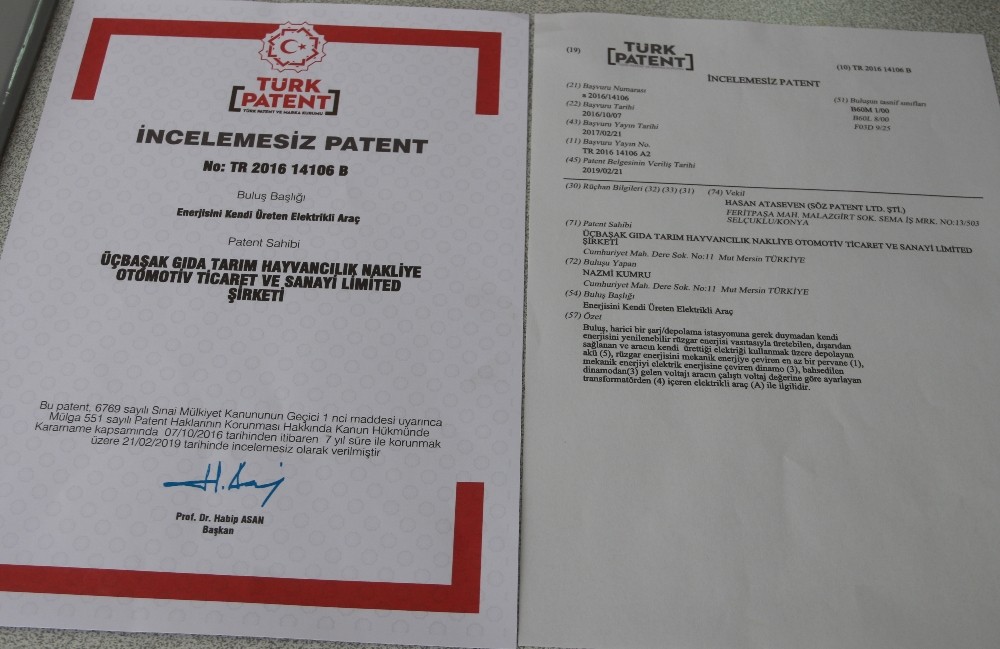 TÜRK
PATENT
TÜRK PATENT VE MARKA KURUMU
İNCELEMESİZ PATENT
No: TR 2016 14106 B
Buluş Başlığı
Enerjisini Kendi Üreten Elektrikli Araç
Patent Sahibi
ÜÇBAŞAK GIDA TARIM HAYVANCILIK NAKLİYE
OTOMOTİV TİCARET VE SANAYİ LİMITED
ŞİRKETİ
Bu patent, 6769 sayılı Sınai Mülkiyet Kanununun Geçici 1 nci maddesi uyarınca
Mülga 551 sayılı Patent Haklarının Korunması Hakkında Kanun Hükmünde
Kararname kapsamında 07/10/2016 tarihinden itibaren 7 yıl süre ile korunmak
üzere 21/02/2019 tarihinde incelemesiz olarak verilmiştir
Prof. Dr. Habip ASAN
Başkan
(19)
TÜRK
PATENT
(10) TR 2016 14106 B
İNCELEMESİZ PATENT
(21) Başvuru Numarası
a 2016/14106
(22) Başvuru Tarihi
2016/10/07
(43) Başvuru Yayın Tarihi
2017/02/21
(11) Başvuru Yayın No.
TR 2016 14106 A2
(45) Patent Belgesinin Veriliş Tarihi
2019/02/21
(51) Buluşun tasnif sınıfları
B60M 1/00
B60L 8/00
F03D 9/25
(30) Rüçhan Bilgileri (32) (33) (31)
(74) Vekil
HASAN ATASEVEN (SÖZ PATENT LTD. ŞTİ.)
FERİTPAŞA MAH. MALAZGİRT SOK. SEMA İŞ MRK. NO:13/503
SELÇUKLU/KONYA
(71) Patent Sahibi
ÜÇBAŞAK GIDA TARIM HAYVANCILIK NAKLİYE OTOMOTİV TİCARET VE SANAYİ LİMITED
ŞİRKETİ
Cumhuriyet Mah. Dere Sok. No:11 Mut Mersin TÜRKİYE
(72) Buluşu Yapan
NAZMİ KUMRU
Cumhuriyet Mah. Dere Sok. No:11 Mut Mersin TÜRKİYE
(54) Buluş Başlığı
Enerjisini Kendi Üreten Elektrikli Araç
(57) Özet
Buluş, harici bir şarj/depolama istasyonuna gerek duymadan kendi
enerjisini yenilenebilir rüzgar enerjisi vasıtasıyla üretebilen, dışarıdan
sağlanan ve aracın kendi ürettiği elektriği kullanmak üzere depolayan
akü (5), rüzgar enerjisini mekanik enerjiye çeviren en az bir pervane (1),
mekanik enerjiyi elektrik enerjisine çeviren dinamo (3), bahsedilen
dinamodan(3) gelen voltajı aracın çalıştı voltaj değerine göre ayarlayan
transformatörden (4) içeren elektrikli araç (A) ile ilgilidir.